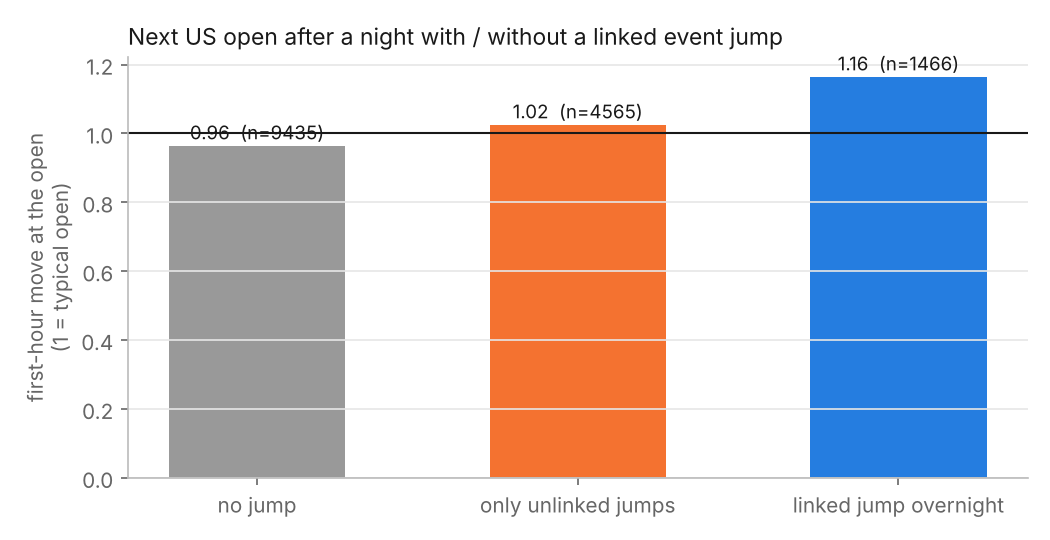 Next US open after a night with / without a linked event jump
first-hour move at the open
(1 = typical open)
1.2
1.0
0.8
0.6
0.4
0.2
0.0
0.96 (n=9435)
1.02 (n=4565)
1.16 (n=1466)
no jump
only unlinked jumps
linked jump overnight